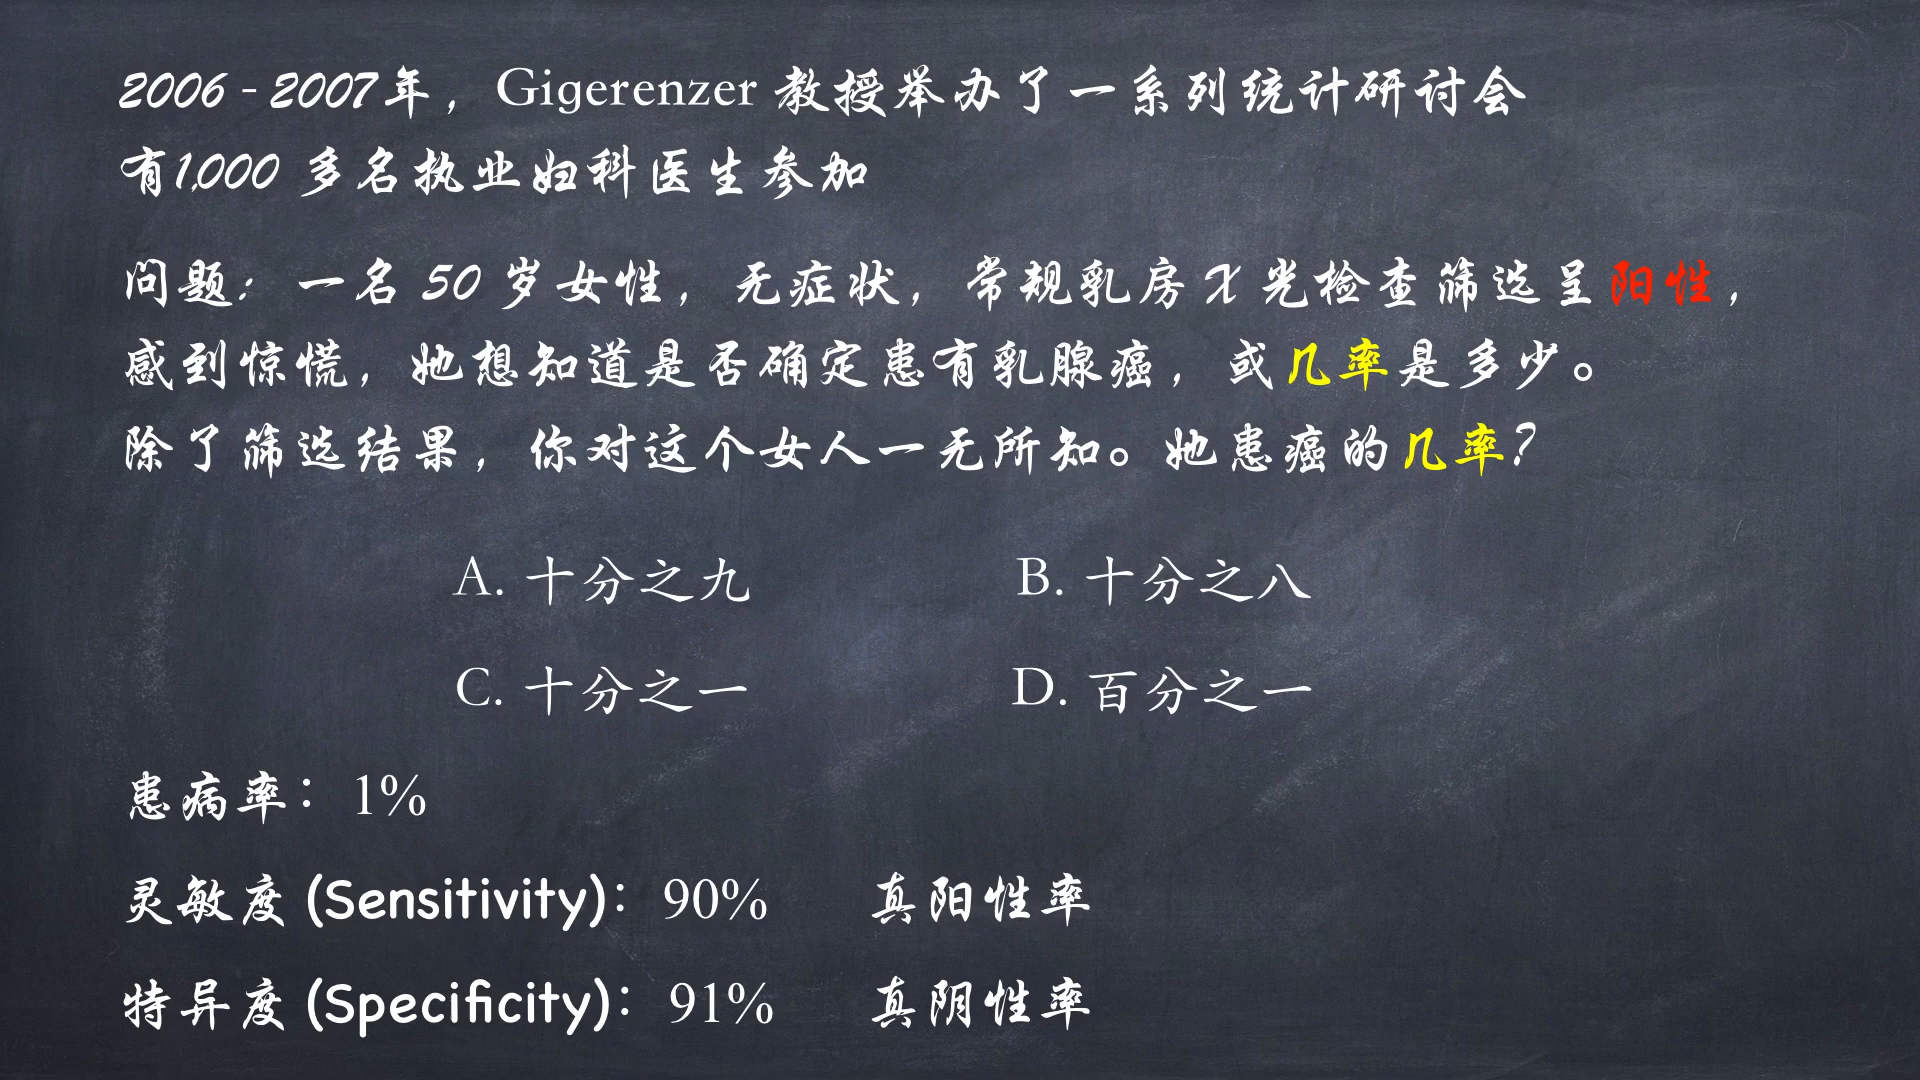 2006 - 2007年，Gigerenzer 教授举办了一系列统计研讨会
有1,000 多名执业妇科医生参加
问题：一名 50 岁女性，无症状，常规乳房 X 光检查筛选呈阳性，
感到惊慌，她想知道是否确定患有乳腺癌，或几率是多少。
除了筛选结果，你对这个女人一无所知。她患癌的几率？
A. 十分之九 B. 十分之八
C. 十分之一 D. 百分之一
患病率：1%
灵敏度 (Sensitivity)：90% 真阳性率
特异度 (Specificity)：91% 真阴性率